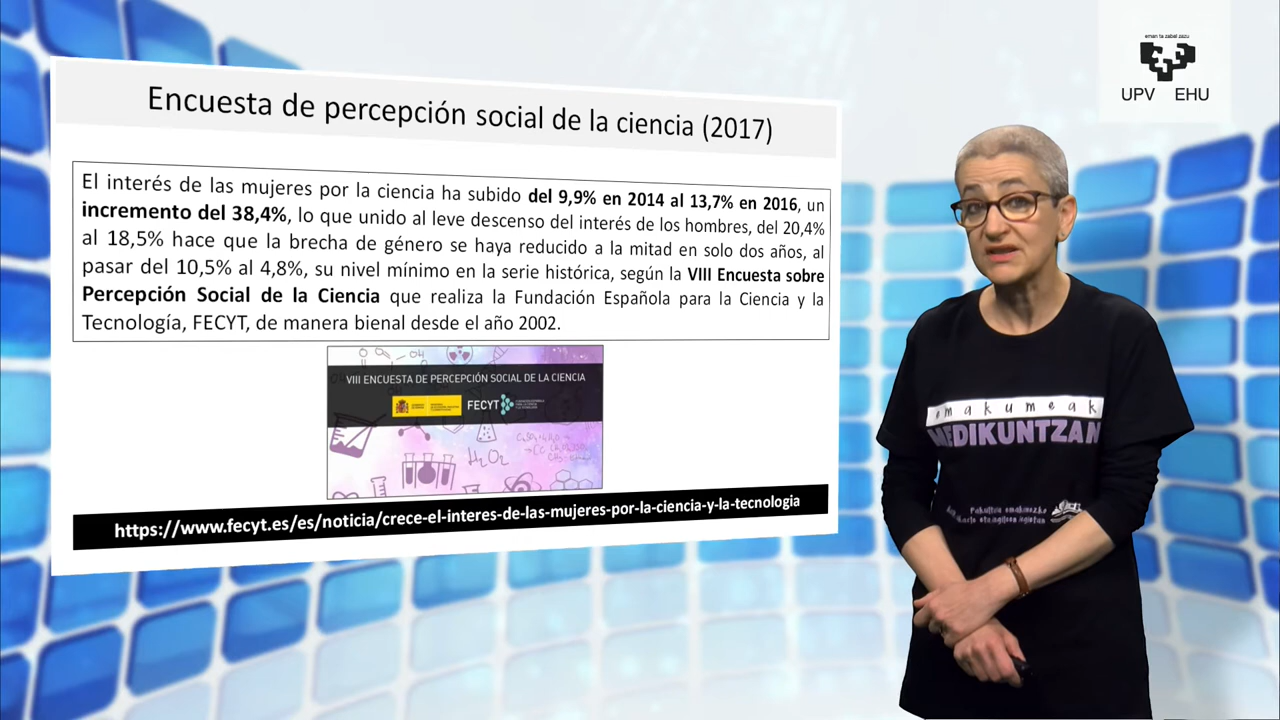 eman ta zabal zazu
UPV EHU
Encuesta de percepción social de la ciencia (2017)
El interés de las mujeres por la ciencia ha subido del 9,9% en 2014 al 13,7% en 2016, un
incremento del 38,4%, lo que unido al leve descenso del interés de los hombres, del 20,4%
al 18,5% hace que la brecha de género se haya reducido a la mitad en solo dos años, al
pasar del 10,5% al 4,8%, su nivel mínimo en la serie histórica, según la VIII Encuesta sobre
Percepción Social de la Ciencia que realiza la Fundación Española para la Ciencia y la
Tecnología, FECYT, de manera bienal desde el año 2002.
VIII ENCUESTA DE PERCEPCIÓN SOCIAL DE LA CIENCIA
FECYT
H₂O₂
https://www.fecyt.es/es/noticia/crece-el-interes-de-las-mujeres-por-la-ciencia-y-la-tecnologia
emakumeak
MEDIKUNTZAN
Fakultea emakumezko